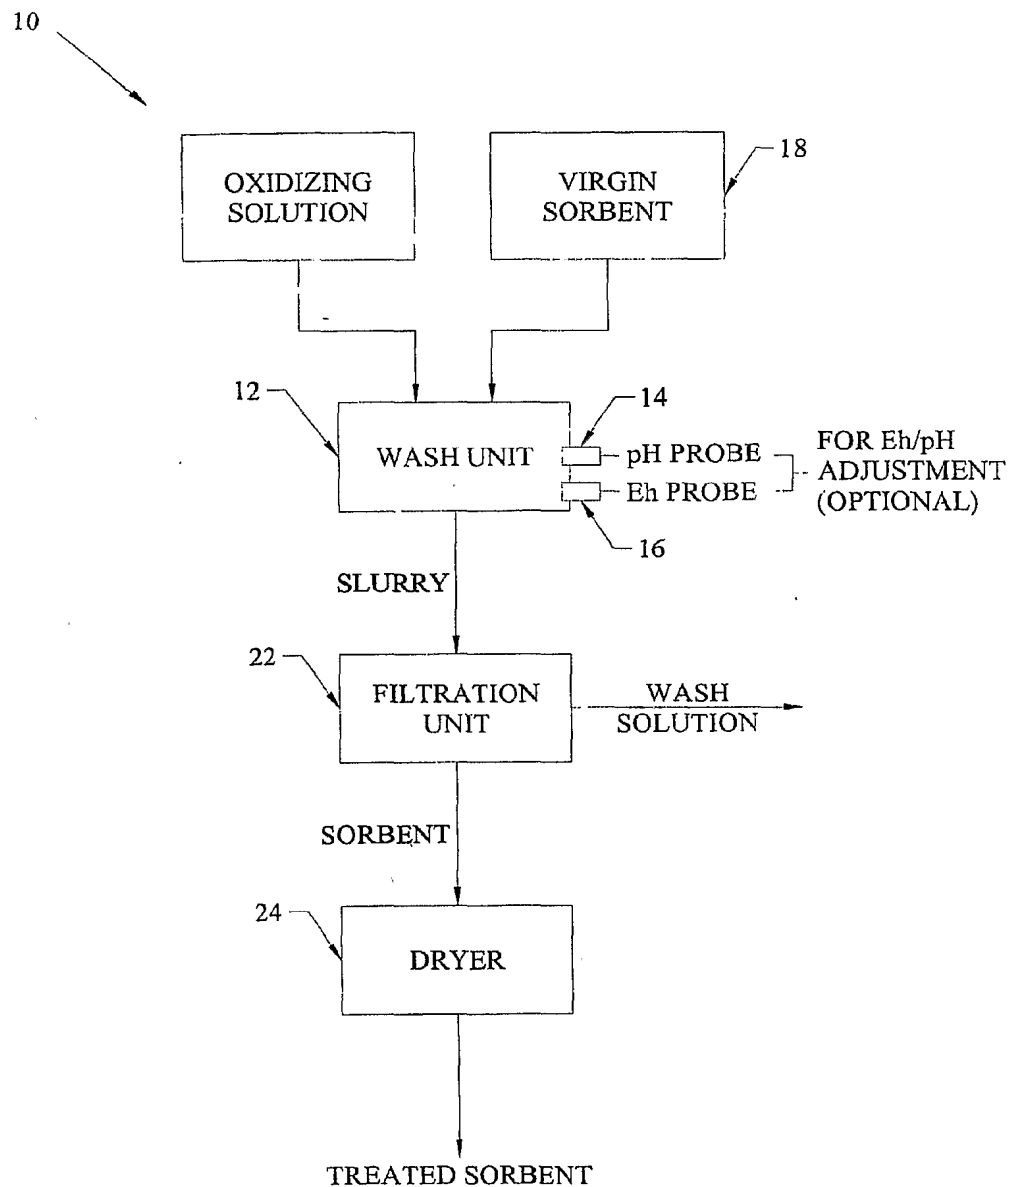 10
OXIDIZING
SOLUTION
VIRGIN
SORBENT
18
12
WASH UNIT
14
pH PROBE
Eh PROBE
16
FOR Eh/pH
ADJUSTMENT
(OPTIONAL)
SLURRY
22
FILTRATION
UNIT
WASH
SOLUTION
SORBENT
24
DRYER
TREATED SORBENT